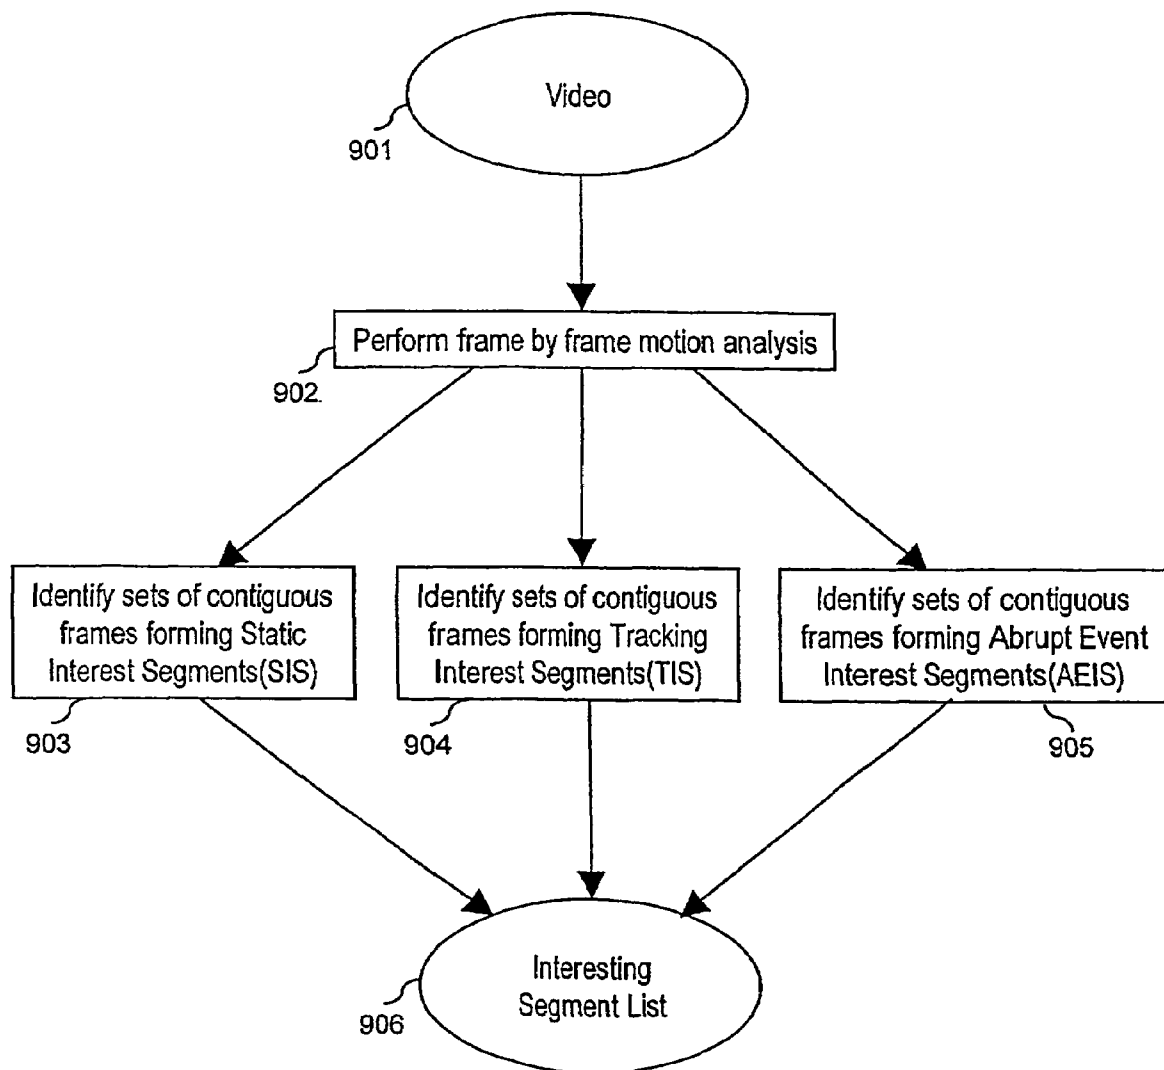 Video
901
Perform frame by frame motion analysis
902.
Identify sets of contiguous
frames forming Static
Interest Segments(SIS)
903
Identify sets of contiguous
frames forming Tracking
Interest Segments(TIS)
904
Identify sets of contiguous
frames forming Abrupt Event
Interest Segments(AEIS)
905
Interesting
Segment List
906